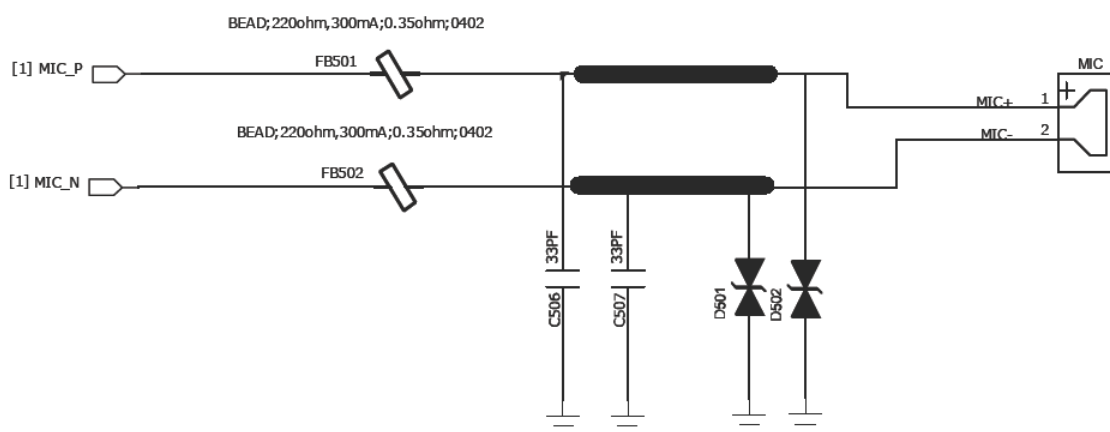 BEAD;220ohm,300mA;0.35ohm;0402
[1] MIC_P
FB501
MIC
BEAD;220ohm,300mA;0.35ohm;0402
MIC+
1
MIC-
2
[1] MIC_N
FB502
33PF
C506
33PF
C507
D501
D502